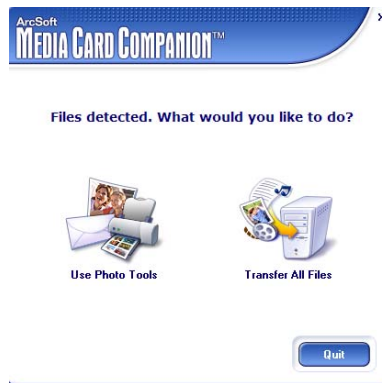 ArcSoft
MEDIA CARD COMPANION™
Files detected. What would you like to do?
Use Photo Tools
Transfer All Files
Quit